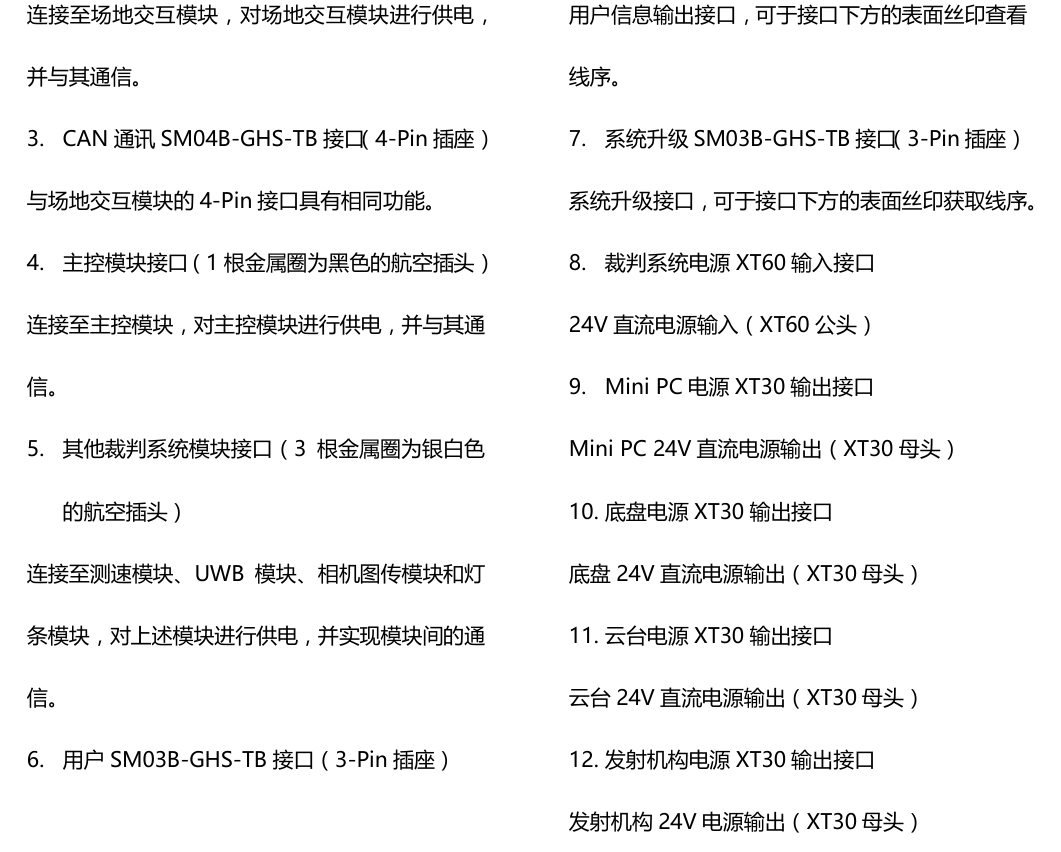 连接至场地交互模块，对场地交互模块进行供电，
并与其通信。
3. CAN 通讯 SM04B-GHS-TB 接口（4-Pin 插座）
与场地交互模块的 4-Pin 接口具有相同功能。
4. 主控模块接口（1 根金属圈为黑色的航空插头）
连接至主控模块，对主控模块进行供电，并与其通
信。
5. 其他裁判系统模块接口（3 根金属圈为银白色
的航空插头）
连接至测速模块、UWB 模块、相机图传模块和灯
条模块，对上述模块进行供电，并实现模块间的通
信。
6. 用户 SM03B-GHS-TB 接口（3-Pin 插座）
用户信息输出接口，可于接口下方的表面丝印查看
线序。
7. 系统升级 SM03B-GHS-TB 接口（3-Pin 插座）
系统升级接口，可于接口下方的表面丝印获取线序。
8. 裁判系统电源 XT60 输入接口
24V 直流电源输入（XT60 公头）
9. Mini PC 电源 XT30 输出接口
Mini PC 24V 直流电源输出（XT30 母头）
10. 底盘电源 XT30 输出接口
底盘 24V 直流电源输出（XT30 母头）
11. 云台电源 XT30 输出接口
云台 24V 直流电源输出（XT30 母头）
12. 发射机构电源 XT30 输出接口
发射机构 24V 电源输出（XT30 母头）